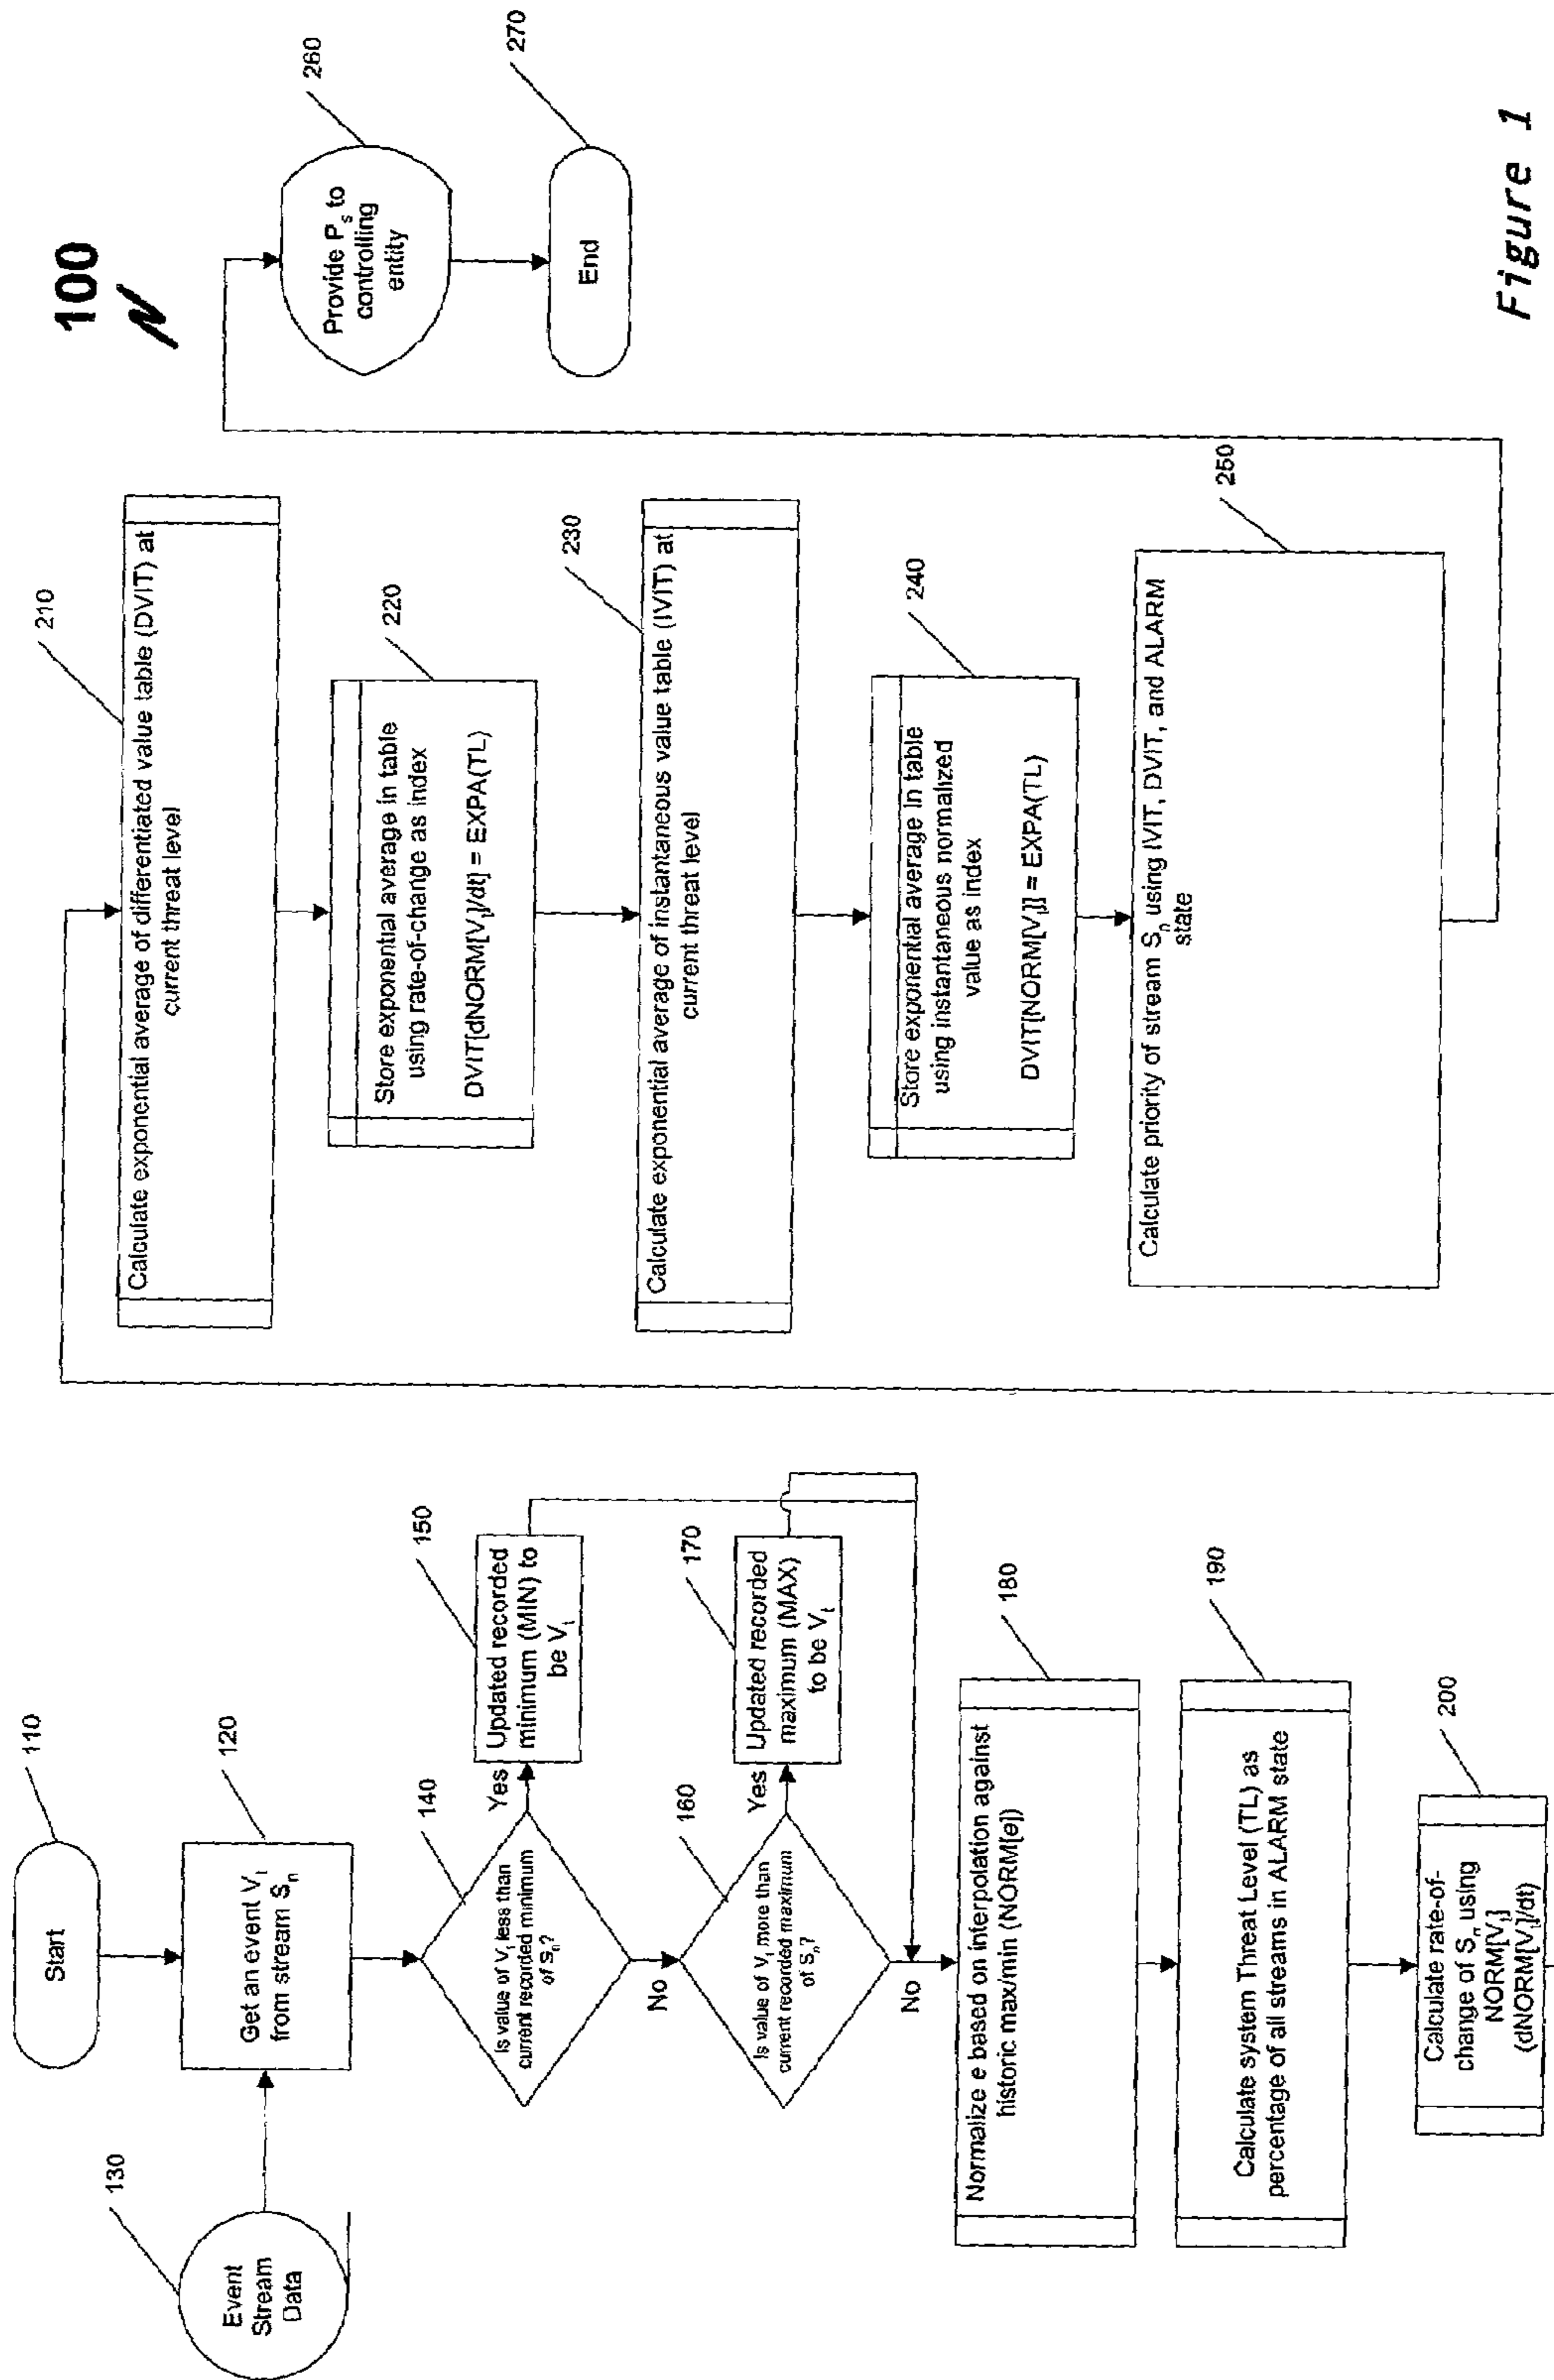 100
110
Start
120
Get an event V_t
from stream S_n
130
Event
Stream
Data
140
Is value of V_t less than
current recorded minimum
of S_n?
Yes
No
150
Updated recorded
minimum (MIN) to
be V_t
160
Is value of V_t more than
current recorded maximum
of S_n?
Yes
No
170
Updated recorded
maximum (MAX)
to be V_t
180
Normalize e based on interpolation against
historic max/min (NORM[e])
190
Calculate system Threat Level (TL) as
percentage of all streams in ALARM state
200
Calculate rate-of-
change of S_n using
NORM[V_t]
(dNORM[V_t]/dt)
210
Calculate exponential average of differentiated value table (DVIT) at
current threat level
220
Store exponential average in table
using rate-of-change as index
DVIT[dNORM[V_t]/dt] = EXPA(TL)
230
Calculate exponential average of instantaneous value table (IVIT) at
current threat level
240
Store exponential average in table
using instantaneous normalized
value as index
DVIT[NORM[V_t]] = EXPA(TL)
250
Calculate priority of stream S_n using IVIT, DVIT, and ALARM
state
260
Provide P_s to
controlling
entity
270
End
Figure 1